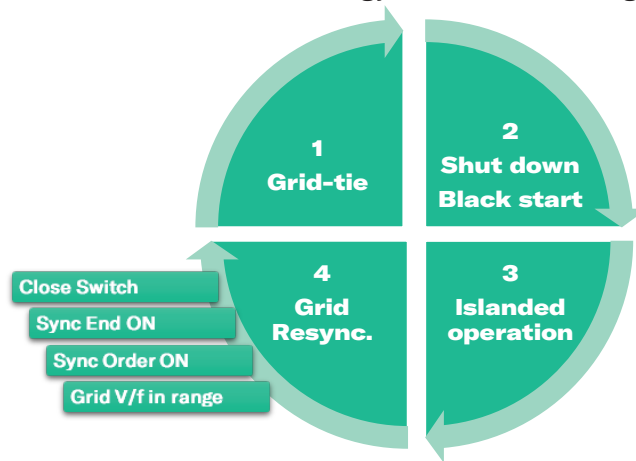 1
Grid-tie
2
Shut down
Black start
4
Grid
Resync.
3
Islanded
operation
Close Switch
Sync End ON
Sync Order ON
Grid V/f in range